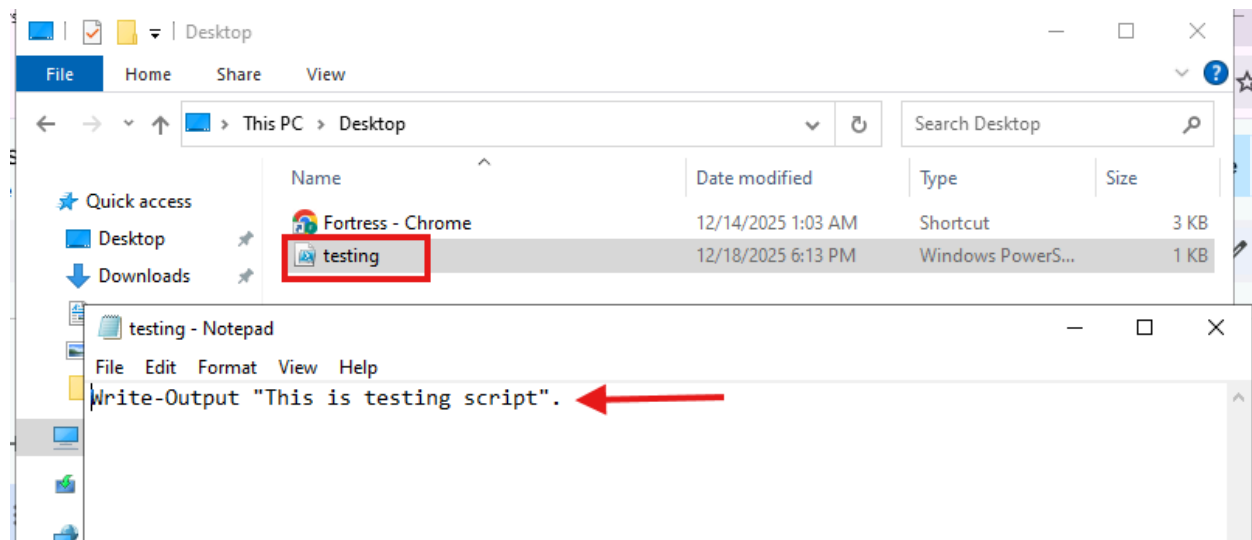 Desktop
File Home Share View
This PC > Desktop
Search Desktop
Name Date modified Type Size
Quick access
Fortress - Chrome 12/14/2025 1:03 AM Shortcut 3 KB
Desktop
testing 12/18/2025 6:13 PM Windows PowerS... 1 KB
Downloads
testing - Notepad
File Edit Format View Help
Write-Output "This is testing script".